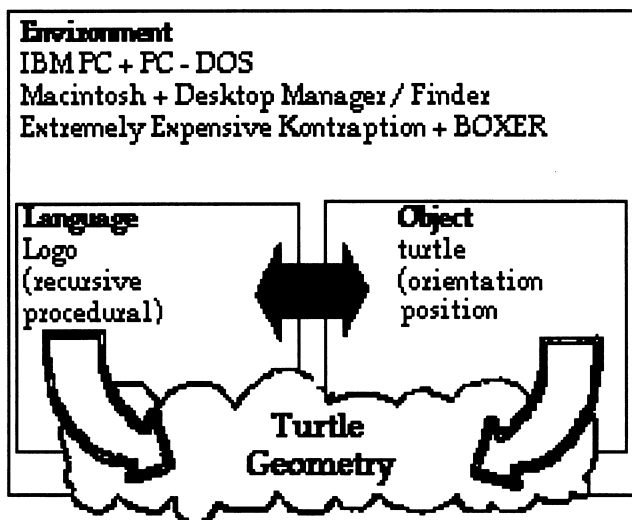 Environment
IBM PC + PC - DOS
Macintosh + Desktop Manager / Finder
Extremely Expensive Kontraption + BOXER
Language
Logo
(recursive
procedural)
Object
turtle
(orientation
position
Turtle
Geometry